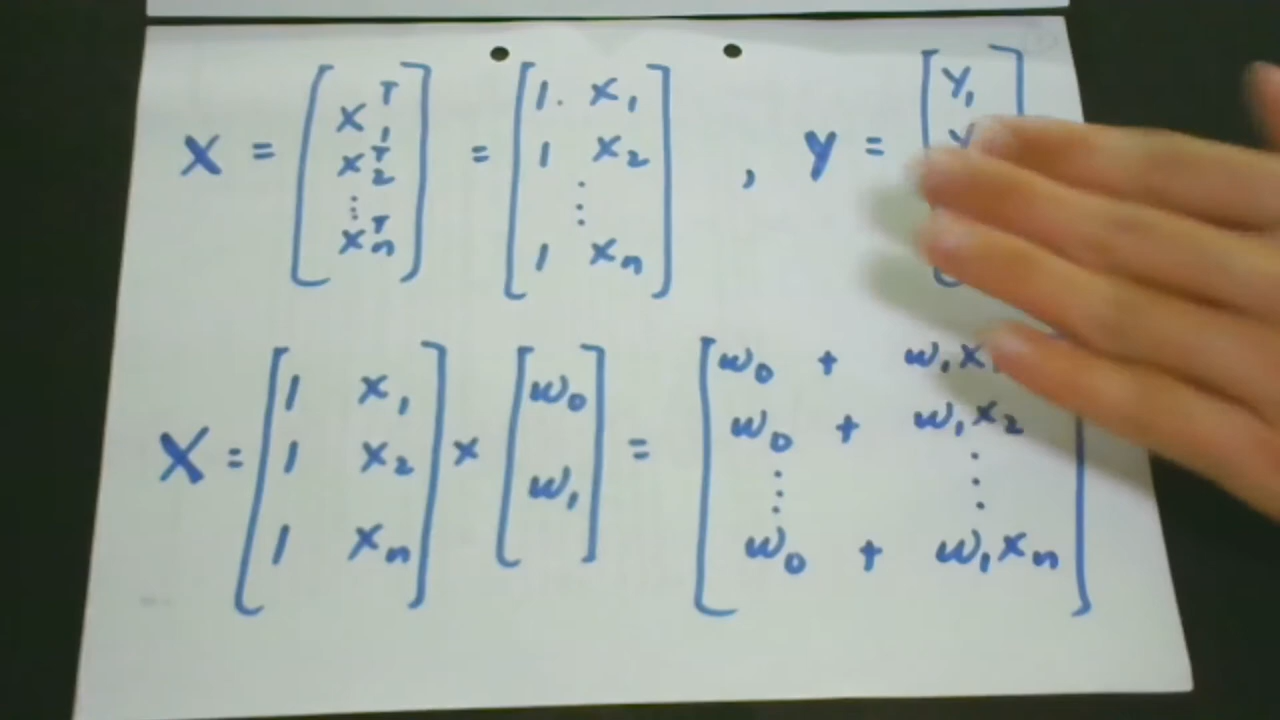 X = [ x₁ᵀ x₂ᵀ ⋮ xₙᵀ ] = [ 1. x₁ 1 x₂ ⋮ 1 xₙ ] , y = [ y₁
X = [ 1 x₁ 1 x₂ 1 xₙ ] × [ w₀ w₁ ] = [ w₀ + w₁x₁ w₀ + w₁x₂ ⋮ ⋮ w₀ + w₁xₙ ]